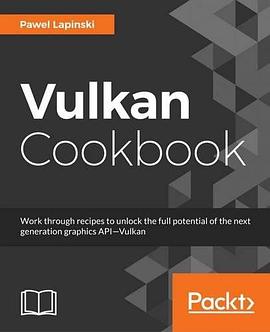 Pawel Lapinski
Vulkan
Cookbook
Work through recipes to unlock the full potential of the next
generation graphics API—Vulkan
Packt>